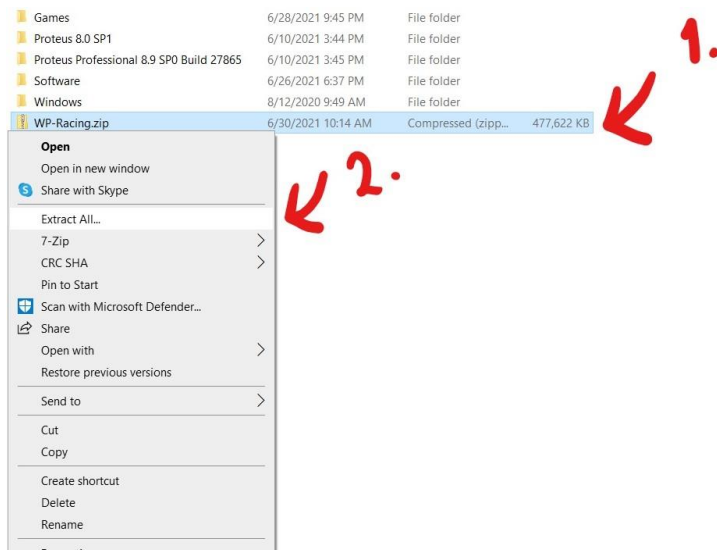 Games 6/28/2021 9:45 PM File folder
Proteus 8.0 SP1 6/10/2021 3:44 PM File folder
Proteus Professional 8.9 SP0 Build 27865 6/10/2021 3:45 PM File folder
Software 6/26/2021 6:37 PM File folder
Windows 8/12/2020 9:49 AM File folder
WP-Racing.zip 6/30/2021 10:14 AM Compressed (zipp... 477,622 KB
1.
Open
Open in new window
Share with Skype
2.
Extract All...
7-Zip
CRC SHA
Pin to Start
Scan with Microsoft Defender...
Share
Open with
Restore previous versions
Send to
Cut
Copy
Create shortcut
Delete
Rename